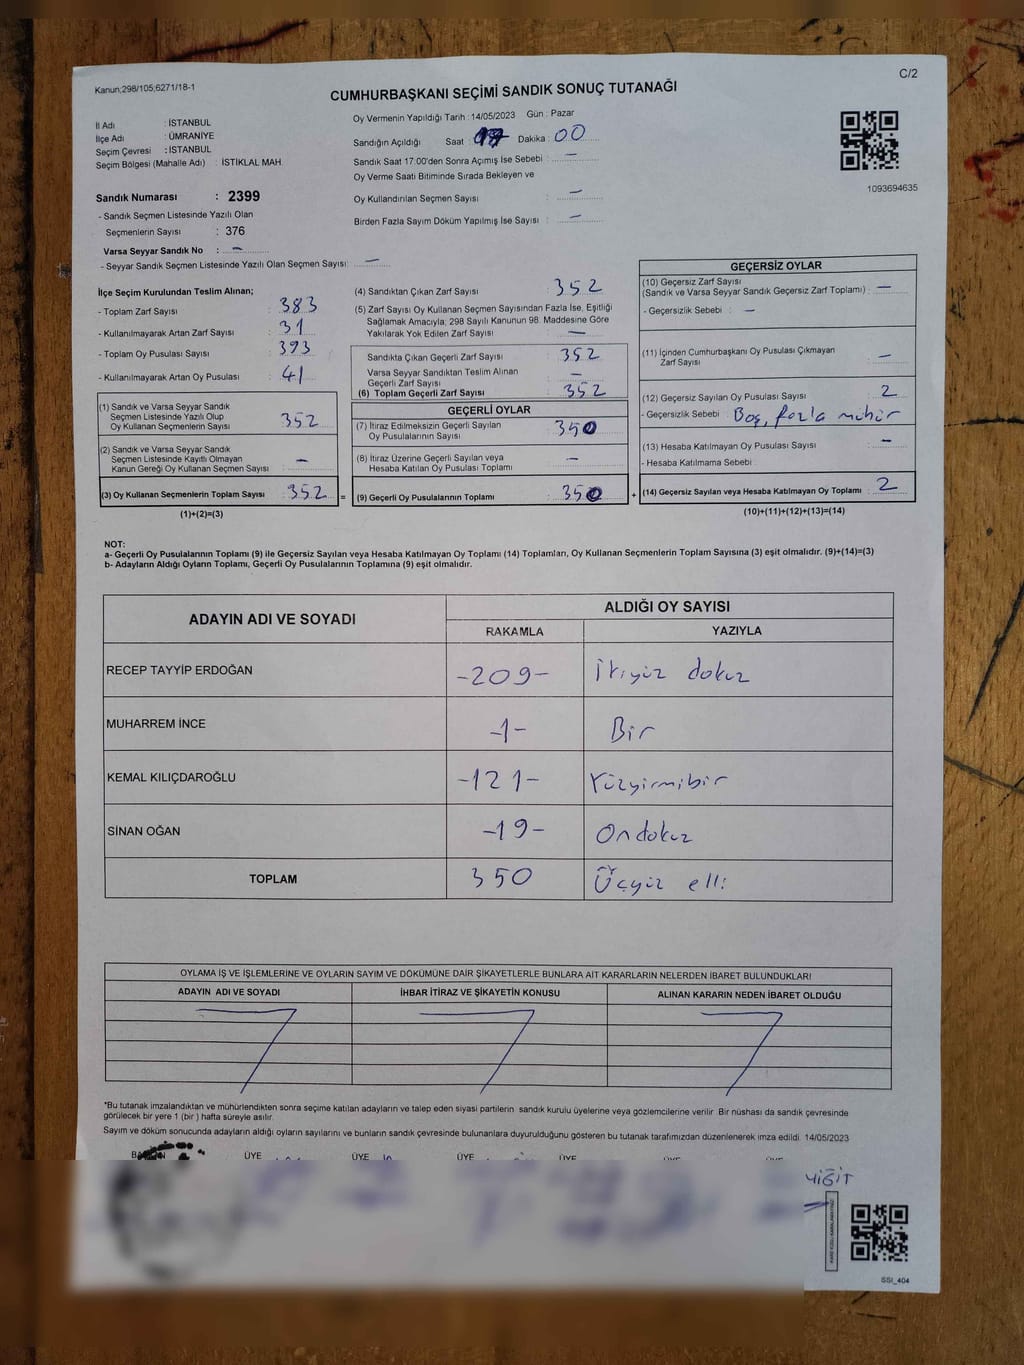 Kanun;298/105;6271/18-1
C/2
CUMHURBAŞKANI SEÇİMİ SANDIK SONUÇ TUTANAĞI
İl Adı : İSTANBUL
İlçe Adı : ÜMRANİYE
Seçim Çevresi : İSTANBUL
Seçim Bölgesi (Mahalle Adı) : İSTİKLAL MAH
Sandık Numarası : 2399
- Sandık Seçmen Listesinde Yazılı Olan
Seçmenlerin Sayısı : 376
Varsa Seyyar Sandık No : -
- Seyyar Sandık Seçmen Listesinde Yazılı Olan Seçmen Sayısı: -
Oy Vermenin Yapıldığı Tarih : 14/05/2023 Gün : Pazar
Sandığın Açıldığı Saat : Dakika : 00
Sandık Saat 17:00'den Sonra Açımış İse Sebebi : -
Oy Verme Saati Bitiminde Sırada Bekleyen ve
Oy Kullandırılan Seçmen Sayısı : -
Birden Fazla Sayım Döküm Yapılmış İse Sayısı : -
1093694635
İlçe Seçim Kurulundan Teslim Alınan;
- Toplam Zarf Sayısı : 383
- Kullanılmayarak Artan Zarf Sayısı : 31
- Toplam Oy Pusulası Sayısı : 393
- Kullanılmayarak Artan Oy Pusulası : 41
(1) Sandık ve Varsa Seyyar Sandık
Seçmen Listesinde Yazılı Olup
Oy Kullanan Seçmenlerin Sayısı : 352
(2) Sandık ve Varsa Seyyar Sandık
Seçmen Listesinde Kayıtlı Olmayan
Kanun Gereği Oy Kullanan Seçmen Sayısı : -
(3) Oy Kullanan Seçmenlerin Toplam Sayısı : 352 =
(1)+(2)=(3)
(4) Sandıktan Çıkan Zarf Sayısı : 352
(5) Zarf Sayısı Oy Kullanan Seçmen Sayısından Fazla İse, Eşitliği
Sağlamak Amacıyla; 298 Sayılı Kanunun 98. Maddesine Göre
Yakılarak Yok Edilen Zarf Sayısı : -
Sandıkta Çıkan Geçerli Zarf Sayısı : 352
Varsa Seyyar Sandıktan Teslim Alınan
Geçerli Zarf Sayısı : -
(6) Toplam Geçerli Zarf Sayısı : 352
GEÇERLİ OYLAR
(7) İtiraz Edilmeksizin Geçerli Sayılan
Oy Pusulalarının Sayısı : 350
(8) İtiraz Üzerine Geçerli Sayılan veya
Hesaba Katılan Oy Pusulası Toplamı : -
(9) Geçerli Oy Pusulalarının Toplamı : 350 +
GEÇERSİZ OYLAR
(10) Geçersiz Zarf Sayısı
(Sandık ve Varsa Seyyar Sandık Geçersiz Zarf Toplamı) : -
- Geçersizlik Sebebi : -
(11) İçinden Cumhurbaşkanı Oy Pusulası Çıkmayan
Zarf Sayısı : -
(12) Geçersiz Sayılan Oy Pusulası Sayısı : 2
- Geçersizlik Sebebi : Boş, fazla mühür
(13) Hesaba Katılmayan Oy Pusulası Sayısı : -
- Hesaba Katılmama Sebebi :
(14) Geçersiz Sayılan veya Hesaba Katılmayan Oy Toplamı : 2
(10)+(11)+(12)+(13)=(14)
NOT:
a- Geçerli Oy Pusulalarının Toplamı (9) ile Geçersiz Sayılan veya Hesaba Katılmayan Oy Toplamı (14) Toplamları, Oy Kullanan Seçmenlerin Toplam Sayısına (3) eşit olmalıdır. (9)+(14)=(3)
b- Adayların Aldığı Oyların Toplamı, Geçerli Oy Pusulalarının Toplamına (9) eşit olmalıdır.
ADAYIN ADI VE SOYADI ALDIĞI OY SAYISI
RAKAMLA YAZIYLA
RECEP TAYYİP ERDOĞAN -209- İkiyüz dokuz
MUHARREM İNCE -1- Bir
KEMAL KILIÇDAROĞLU -121- Yüzyirmibir
SİNAN OĞAN -19- Ondokuz
TOPLAM 350 Üçyüz elli
OYLAMA İŞ VE İŞLEMLERİNE VE OYLARIN SAYIM VE DÖKÜMÜNE DAİR ŞİKAYETLERLE BUNLARA AİT KARARLARIN NELERDEN İBARET BULUNDUKLARI
ADAYIN ADI VE SOYADI İHBAR İTİRAZ VE ŞİKAYETİN KONUSU ALINAN KARARIN NEDEN İBARET OLDUĞU
*Bu tutanak imzalandıktan ve mühürlendikten sonra seçime katılan adayların ve talep eden siyasi partilerin sandık kurulu üyelerine veya gözlemcilerine verilir. Bir nüshası da sandık çevresinde
görülecek bir yere 1 (bir) hafta süreyle asılır.
Sayım ve döküm sonucunda adayların aldığı oyların sayılarını ve bunların sandık çevresinde bulunanlara duyurulduğunu gösteren bu tutanak tarafımızdan düzenlenerek imza edildi. 14/05/2023
ÜYE ÜYE ÜYE ÜYE
YİĞİT
SSI_404